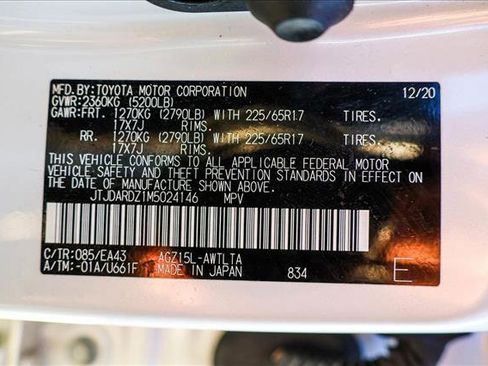 MFD.BY:TOYOTA MOTOR CORPORATION 12/20
GVWR:2360KG (5200LB)
GAWR:FRT. 1270KG (2790LB) WITH 225/65R17 TIRES.
17X7J RIMS.
RR. 1270KG (2790LB) WITH 225/65R17 TIRES.
17X7J RIMS.
THIS VEHICLE CONFORMS TO ALL APPLICABLE FEDERAL MOTOR
VEHICLE SAFETY AND THEFT PREVENTION STANDARDS IN EFFECT ON
THE DATE OF MANUFACTURE SHOWN ABOVE.
JTJDARDZ1M5024146 MPV
C/TR:085/EA43 AGZ15L-AWTLTA
A/TM:-01A/U661F MADE IN JAPAN 834 E